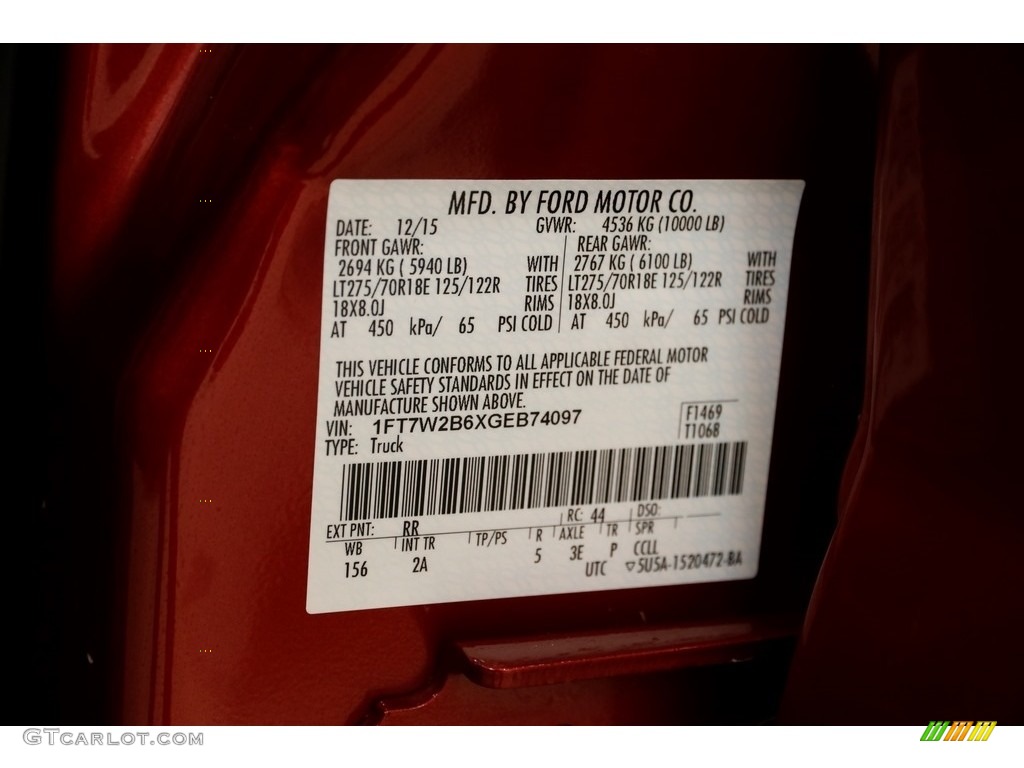 MFD. BY FORD MOTOR CO.
DATE: 12/15 GVWR: 4536 KG (10000 LB)
FRONT GAWR: REAR GAWR:
2694 KG ( 5940 LB) WITH 2767 KG ( 6100 LB) WITH
LT275/70R18E 125/122R TIRES LT275/70R18E 125/122R TIRES
18X8.0J RIMS 18X8.0J RIMS
AT 450 kPa/ 65 PSI COLD AT 450 kPa/ 65 PSI COLD
THIS VEHICLE CONFORMS TO ALL APPLICABLE FEDERAL MOTOR
VEHICLE SAFETY STANDARDS IN EFFECT ON THE DATE OF
MANUFACTURE SHOWN ABOVE.
VIN: 1FT7W2B6XGEB74097 F1469
TYPE: Truck T1068
EXT PNT: RR RC: 44 DSO:
WB INT TR TP/PS R AXLE TR SPR
156 2A 5 3E P CCLL
UTC ▽5U5A-1520472-BA
GTCARLOT.COM